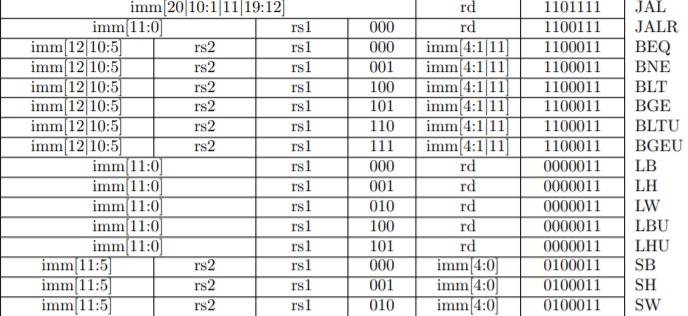 imm[20|10:1|11|19:12] rd 1101111 JAL
imm[11:0] rs1 000 rd 1100111 JALR
imm[12|10:5] rs2 rs1 000 imm[4:1|11] 1100011 BEQ
imm[12|10:5] rs2 rs1 001 imm[4:1|11] 1100011 BNE
imm[12|10:5] rs2 rs1 100 imm[4:1|11] 1100011 BLT
imm[12|10:5] rs2 rs1 101 imm[4:1|11] 1100011 BGE
imm[12|10:5] rs2 rs1 110 imm[4:1|11] 1100011 BLTU
imm[12|10:5] rs2 rs1 111 imm[4:1|11] 1100011 BGEU
imm[11:0] rs1 000 rd 0000011 LB
imm[11:0] rs1 001 rd 0000011 LH
imm[11:0] rs1 010 rd 0000011 LW
imm[11:0] rs1 100 rd 0000011 LBU
imm[11:0] rs1 101 rd 0000011 LHU
imm[11:5] rs2 rs1 000 imm[4:0] 0100011 SB
imm[11:5] rs2 rs1 001 imm[4:0] 0100011 SH
imm[11:5] rs2 rs1 010 imm[4:0] 0100011 SW